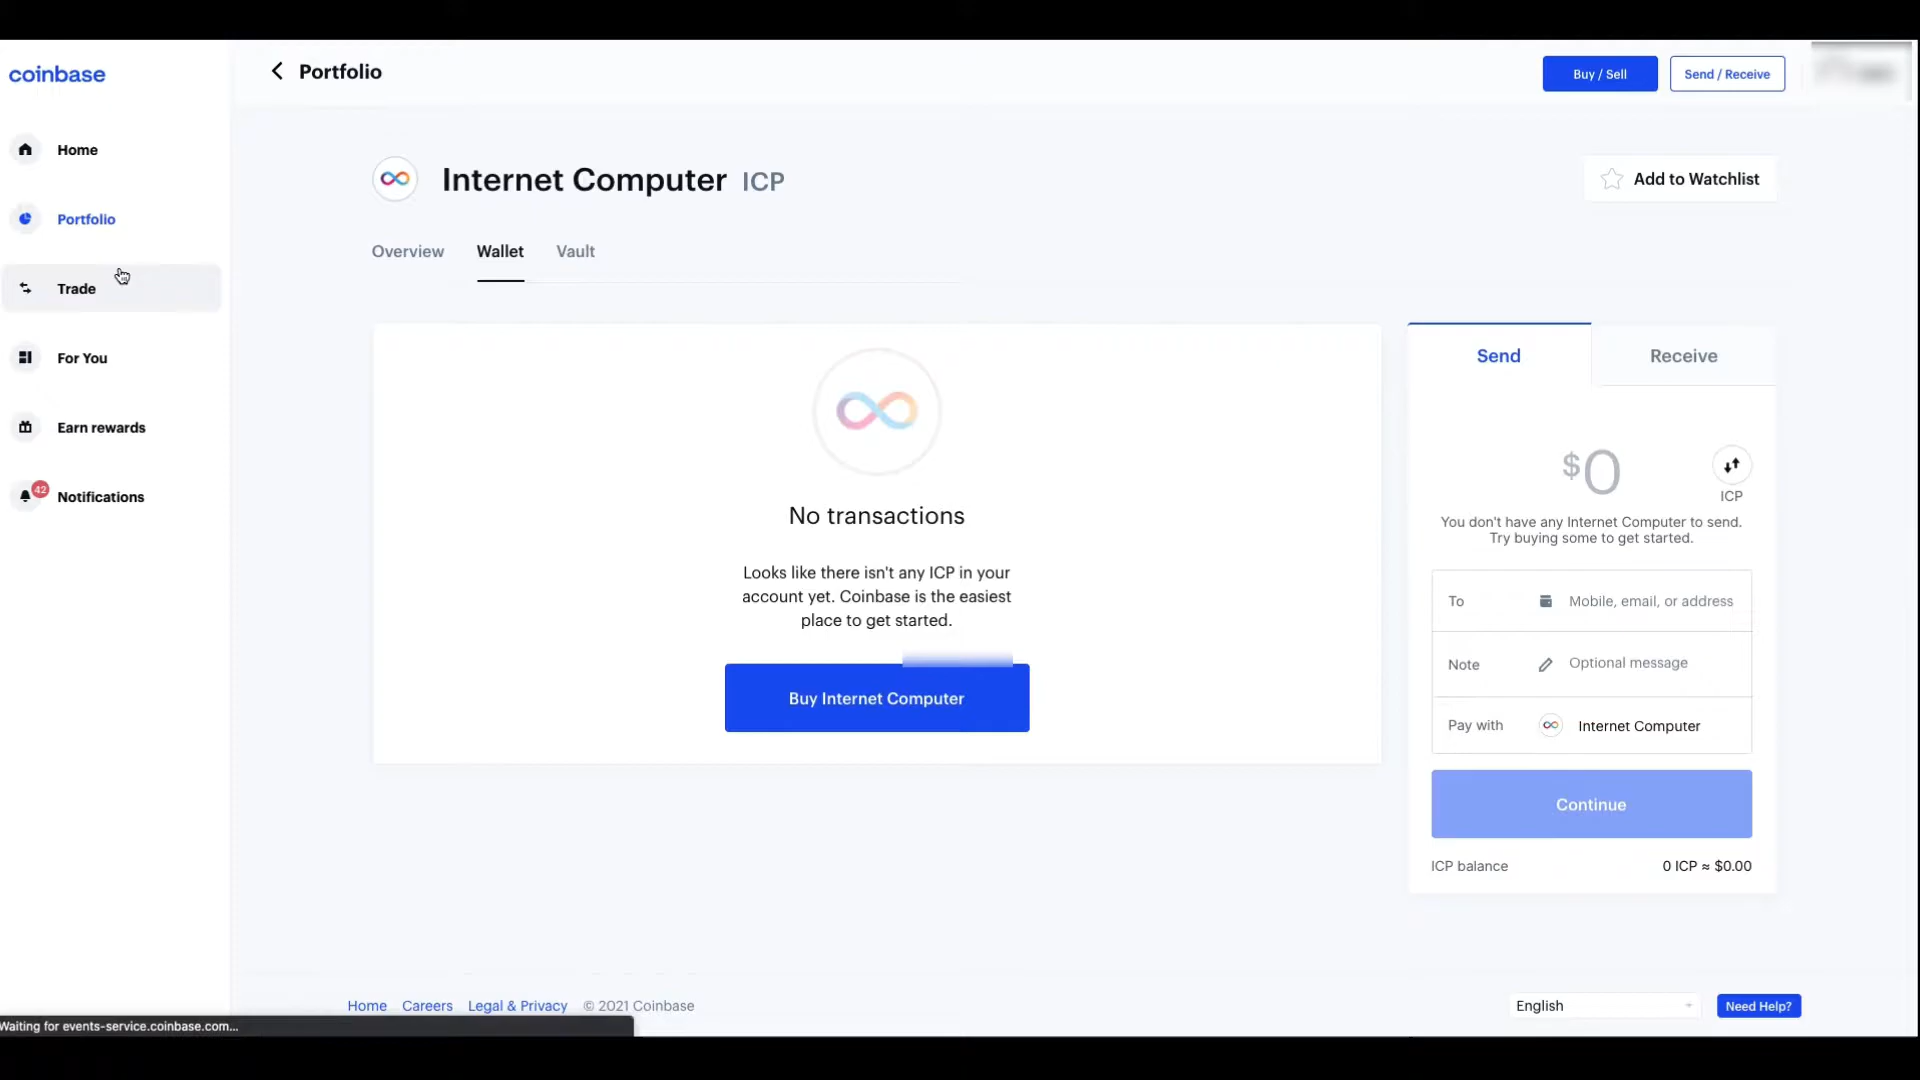 coinbase
Portfolio
Buy / Sell
Send / Receive
Home
Portfolio
Trade
For You
Earn rewards
42
Notifications
Internet Computer ICP
Add to Watchlist
Overview
Wallet
Vault
No transactions
Looks like there isn't any ICP in your
account yet. Coinbase is the easiest
place to get started.
Buy Internet Computer
Send
Receive
$0
ICP
You don't have any Internet Computer to send.
Try buying some to get started.
To
Mobile, email, or address
Note
Optional message
Pay with
Internet Computer
Continue
ICP balance
0 ICP ≈ $0.00
Home
Careers
Legal & Privacy
© 2021 Coinbase
English
Need Help?
Waiting for events-service.coinbase.com...